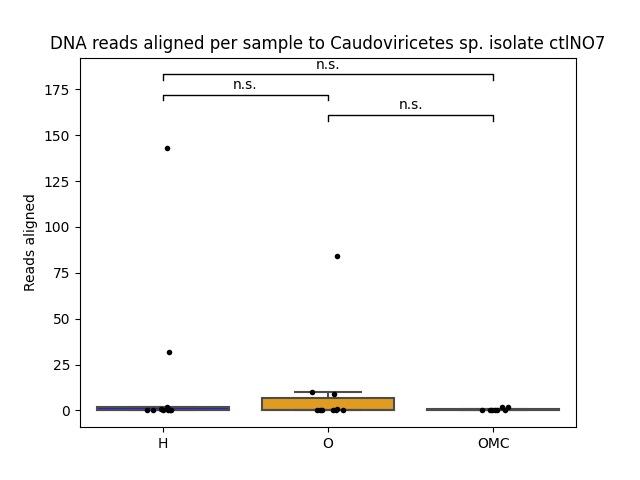 DNA reads aligned per sample to Caudoviricetes sp. isolate ctlNO7
n.s.
n.s.
n.s.
175
150
125
100
75
50
25
0
Reads aligned
H O OMC